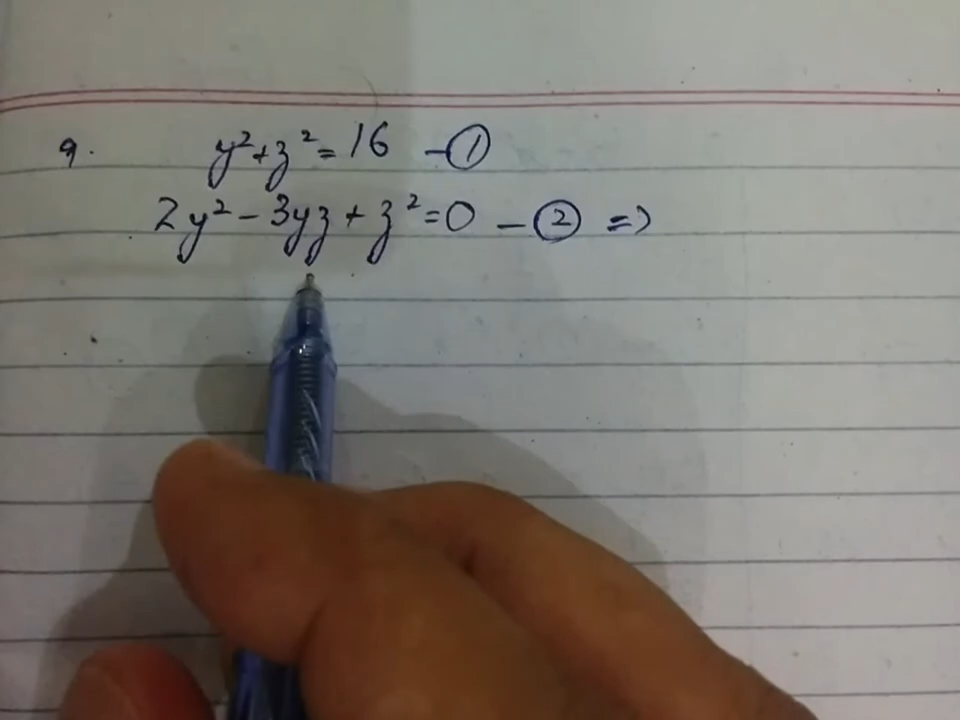 9. y² + z² = 16 - ①
2y² - 3yz + z² = 0 - ② =>